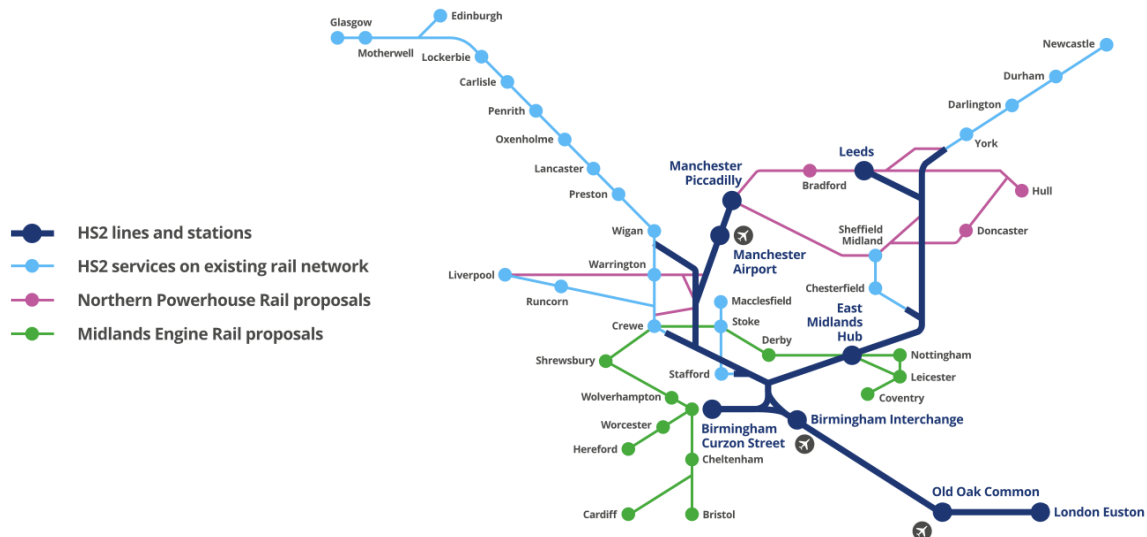 Edinburgh
Glasgow
Motherwell
Lockerbie
Newcastle
Carlisle
Durham
Penrith
Darlington
Oxenholme
York
Lancaster
Manchester
Piccadilly
Leeds
Bradford
Preston
Hull
Wigan
Sheffield
Midland
Doncaster
HS2 lines and stations
Manchester
Airport
HS2 services on existing rail network
Warrington
Liverpool
Runcorn
Chesterfield
Northern Powerhouse Rail proposals
Macclesfield
East
Midlands
Hub
Midlands Engine Rail proposals
Crewe
Stoke
Derby
Nottingham
Shrewsbury
Stafford
Leicester
Coventry
Wolverhampton
Birmingham Interchange
Worcester
Birmingham
Curzon Street
Hereford
Cheltenham
Old Oak Common
Cardiff
Bristol
London Euston